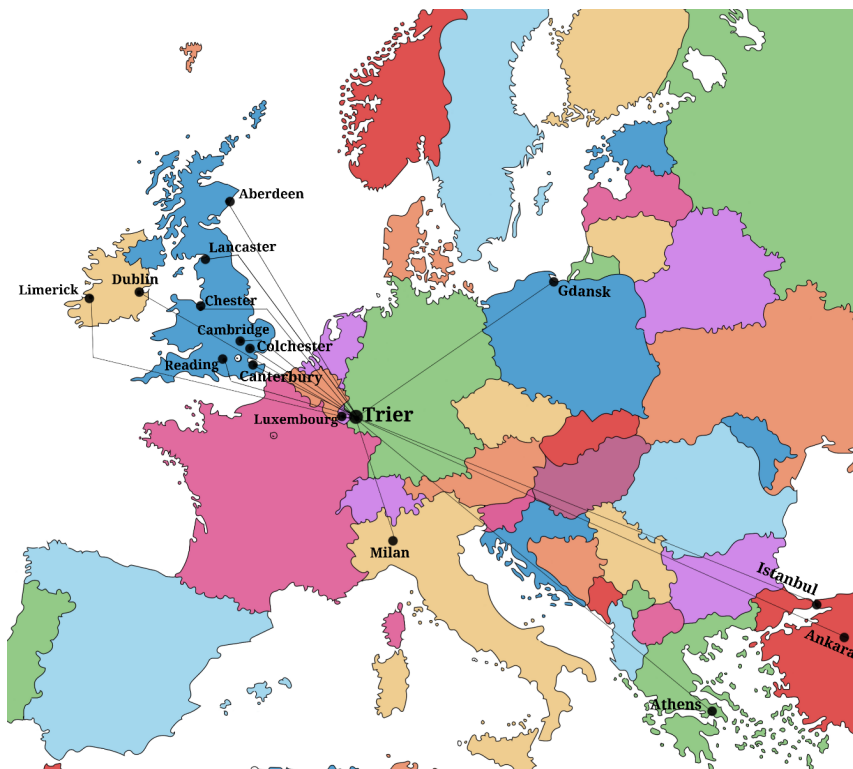 Aberdeen
Lancaster
Dublin
Limerick
Gdansk
Chester
Cambridge
Colchester
Reading
Canterbury
Luxembourg
Trier
Milan
Istanbul
Ankara
Athens